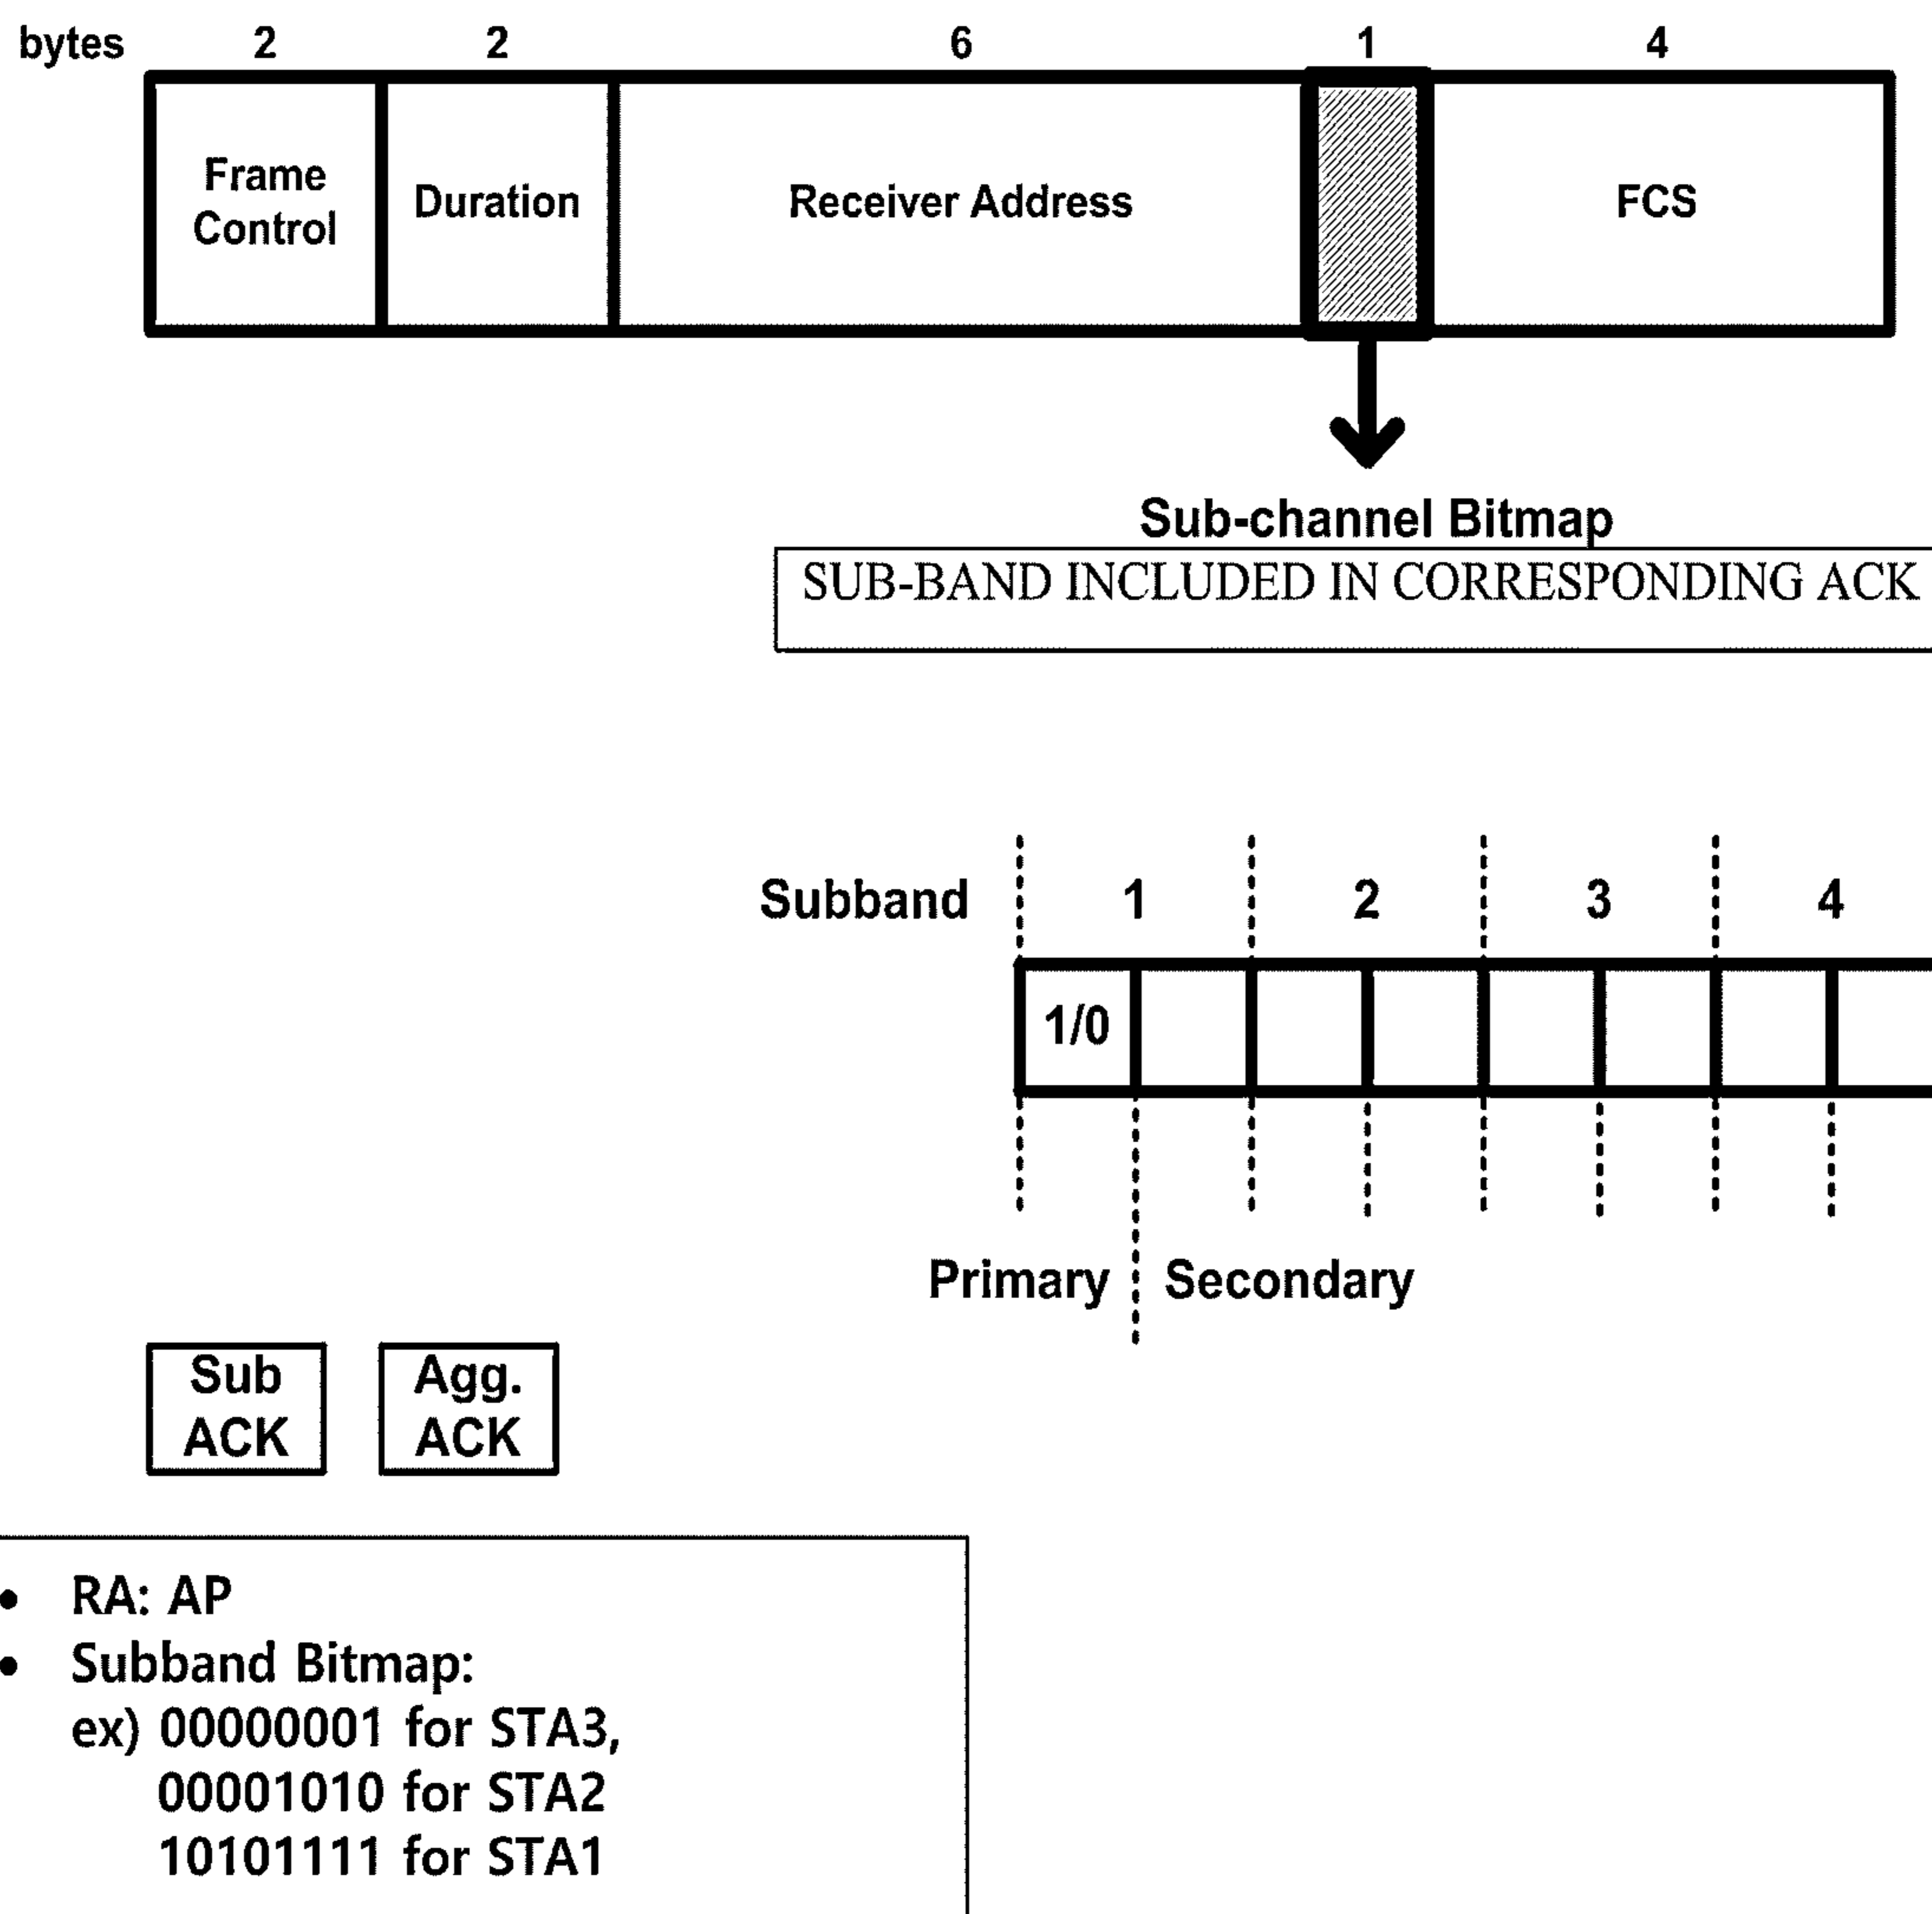 bytes 2 2 6 1 4
Frame
Control
Duration
Receiver Address
FCS
Sub-channel Bitmap
SUB-BAND INCLUDED IN CORRESPONDING ACK
Subband 1 2 3 4
1/0
Primary Secondary
Sub
ACK
Agg.
ACK
• RA: AP
• Subband Bitmap:
ex) 00000001 for STA3,
00001010 for STA2
10101111 for STA1